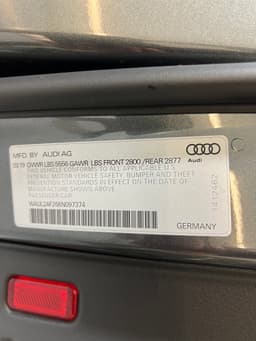 MFD. BY AUDI AG
02/19 GVWR LBS 5556 GAWR LBS FRONT 2800 /REAR 2877
THIS VEHICLE CONFORMS TO ALL APPLICABLE U.S.
FEDERAL MOTOR VEHICLE SAFETY, BUMPER AND THEFT
PREVENTION STANDARDS IN EFFECT ON THE DATE OF
MANUFACTURE SHOWN ABOVE.
PASSENGER CAR
Audi
GERMANY
1412462